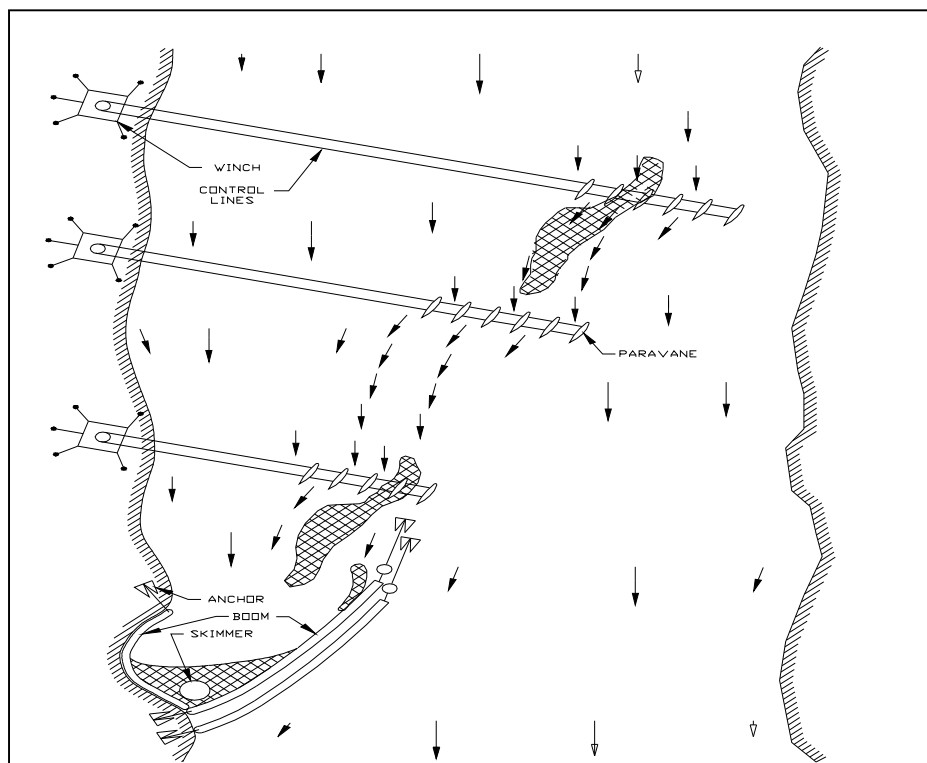 WINCH
CONTROL
LINES
PARAVANE
ANCHOR
BOOM
SKIMMER